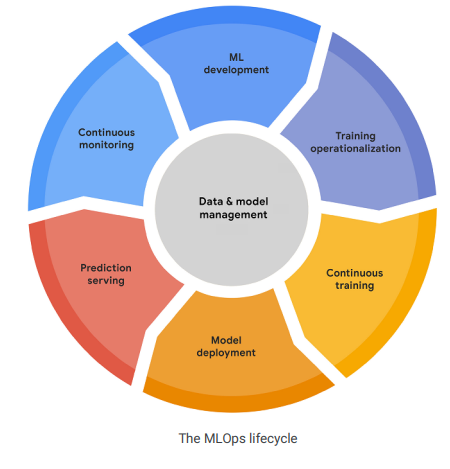 ML
development
Training
operationalization
Continuous
training
Model
deployment
Prediction
serving
Continuous
monitoring
Data & model
management
The MLOps lifecycle